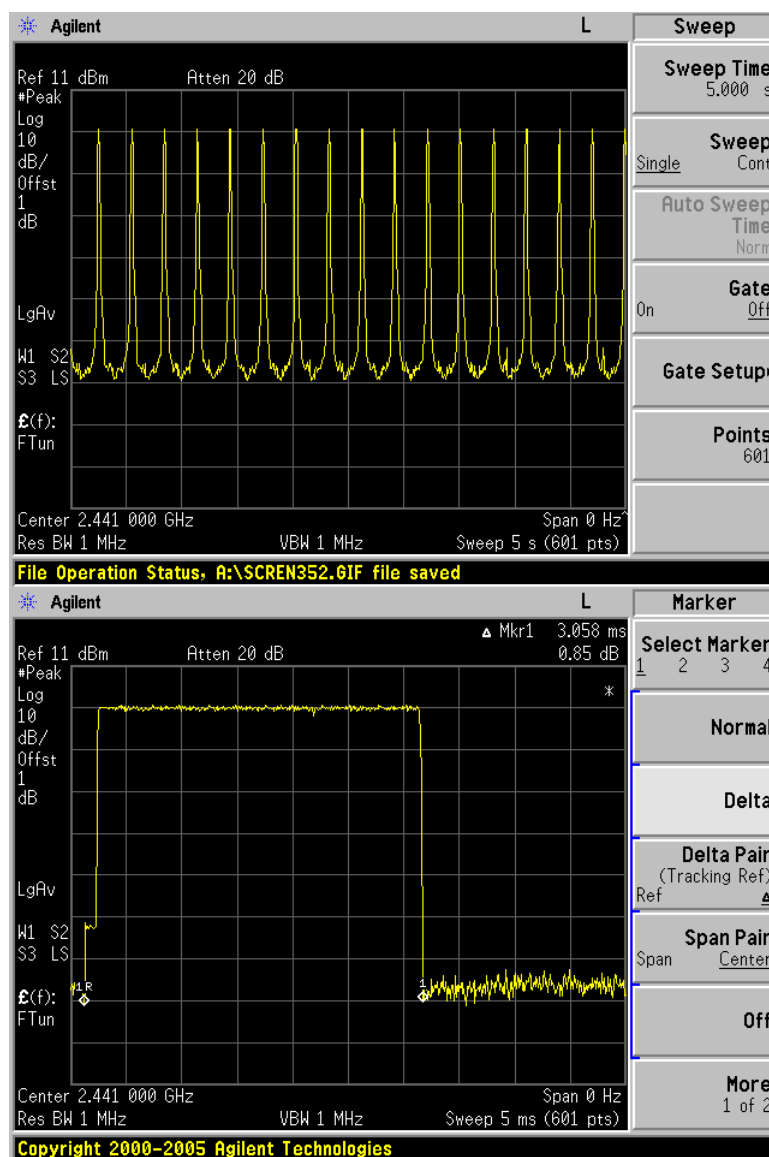 Agilent L Sweep
Ref 11 dBm Atten 20 dB
#Peak
Log
10
dB/
Offst
1
dB
LgAv
W1 S2
S3 LS
£(f):
FTun
Center 2.441 000 GHz Span 0 Hz^
Res BW 1 MHz VBW 1 MHz Sweep 5 s (601 pts)
Sweep Time
5.000 s
Sweep
Single Cont
Auto Sweep
Time
Norm
Gate
On Off
Gate Setup
Points
601
File Operation Status, A:\SCREN352.GIF file saved
Agilent L Marker
Δ Mkr1 3.058 ms
Ref 11 dBm Atten 20 dB 0.85 dB
#Peak
Log
10
dB/
Offst
1
dB
*
LgAv
W1 S2
S3 LS
£(f):
FTun
1R
1
Center 2.441 000 GHz Span 0 Hz
Res BW 1 MHz VBW 1 MHz Sweep 5 ms (601 pts)
Select Marker
1 2 3 4
Normal
Delta
Delta Pair
(Tracking Ref)
Ref Δ
Span Pair
Span Center
Off
More
1 of 2
Copyright 2000-2005 Agilent Technologies